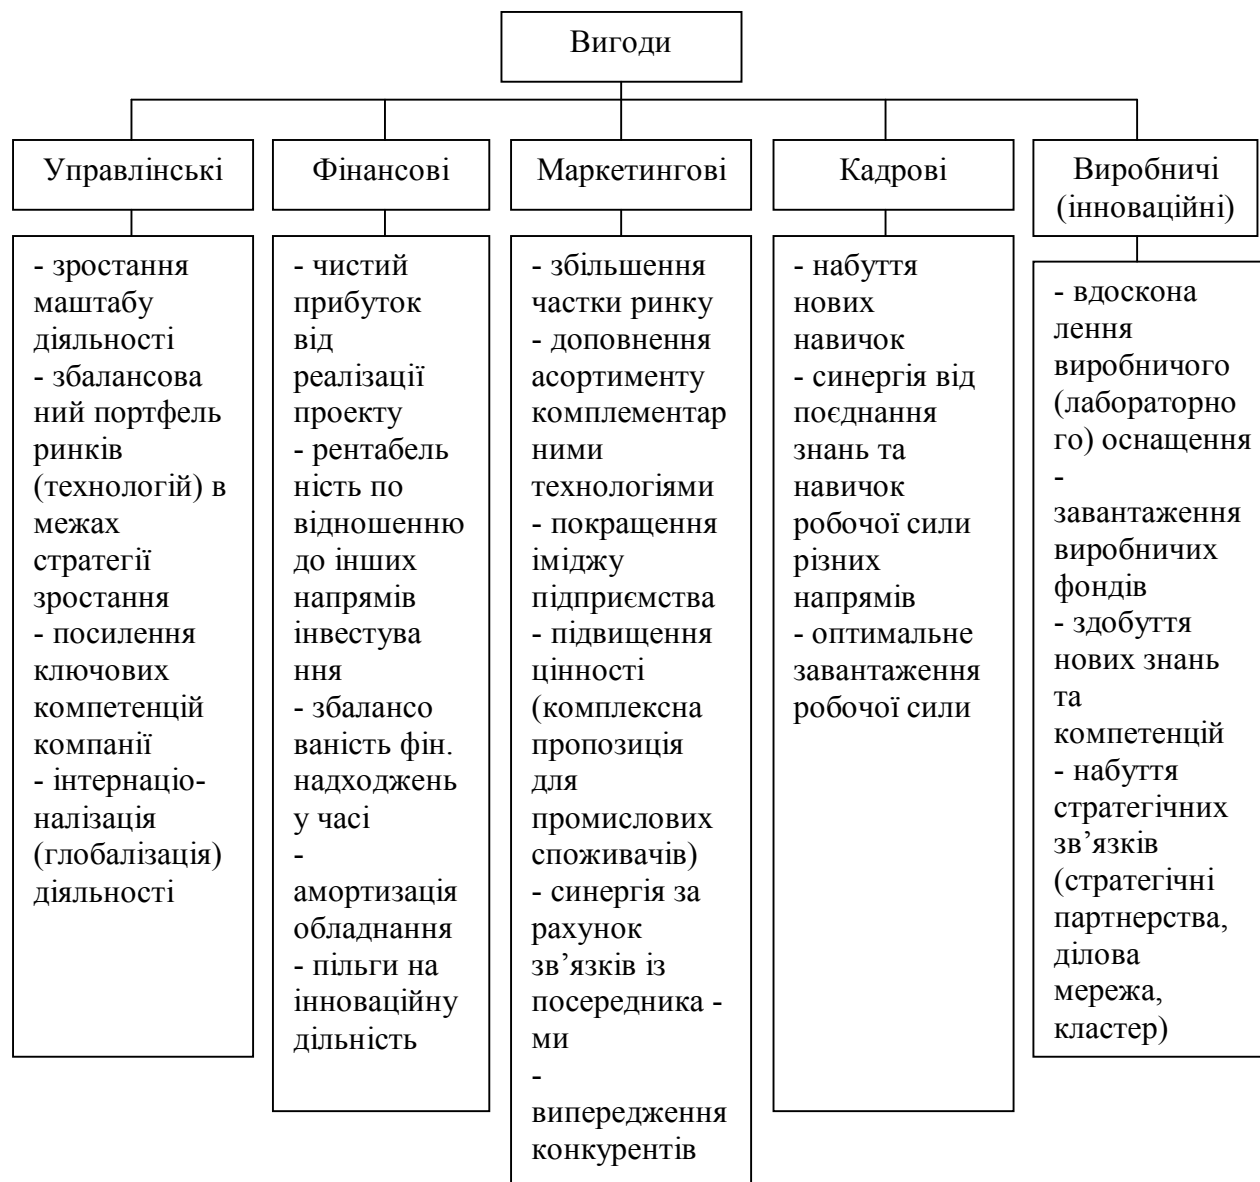 Вигоди
Управлінські
Фінансові
Маркетингові
Кадрові
Виробничі
(інноваційні)
- зростання
маштабу
діяльності
- збалансова
ний портфель
ринків
(технологій) в
межах
стратегії
зростання
- посилення
ключових
компетенцій
компанії
- інтернаціо-
налізація
(глобалізація)
діяльності
- чистий
прибуток
від
реалізації
проекту
- рентабель
ність по
відношенню
до інших
напрямів
інвестува
ння
- збалансо
ваність фін.
надходжень
у часі
-
амортизація
обладнання
- пільги на
інноваційну
дільність
- збільшення
частки ринку
- доповнення
асортименту
комплементар
ними
технологіями
- покращення
іміджу
підприємства
- підвищення
цінності
(комплексна
пропозиція
для
промислових
споживачів)
- синергія за
рахунок
зв’язків із
посередника -
ми
-
випередження
конкурентів
- набуття
нових
навичок
- синергія від
поєднання
знань та
навичок
робочої сили
різних
напрямів
- оптимальне
завантаження
робочої сили
- вдоскона
лення
виробничого
(лабораторно
го) оснащення
-
завантаження
виробничих
фондів
- здобуття
нових знань
та
компетенцій
- набуття
стратегічних
зв’язків
(стратегічні
партнерства,
ділова
мережа,
кластер)